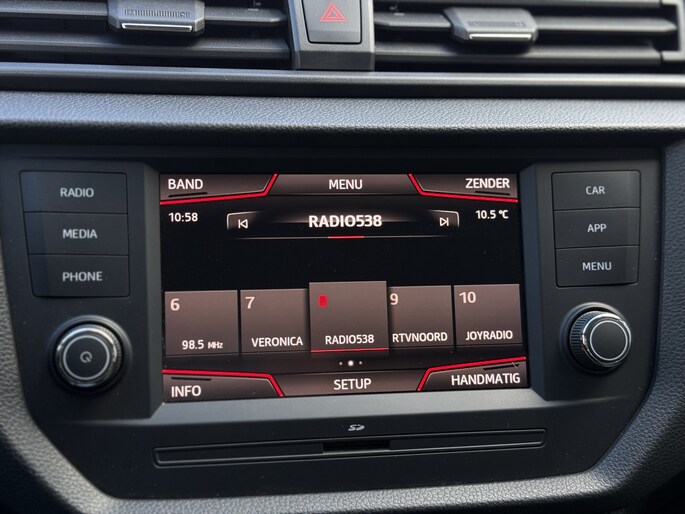 BAND MENU ZENDER
10:58 RADIO538 10.5 °C
RADIO
MEDIA
PHONE
CAR
APP
MENU
6 7 8 9 10
98.5 MHz VERONICA RADIO538 RTVNOORD JOYRADIO
INFO SETUP HANDMATIG
SD